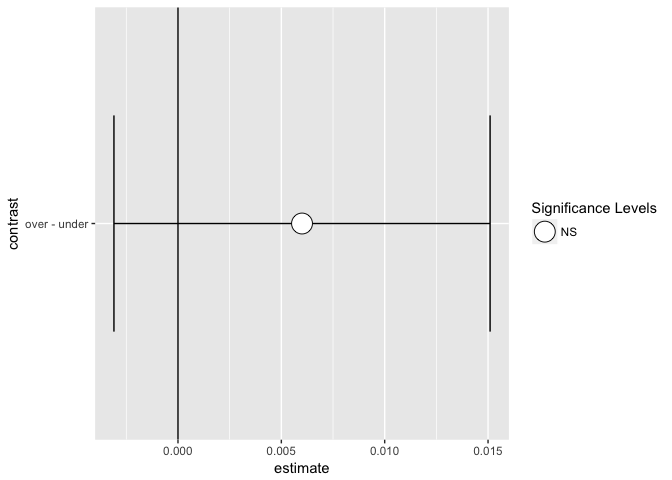 contrast
over - under
Significance Levels
NS
0.000
0.005
0.010
0.015
estimate